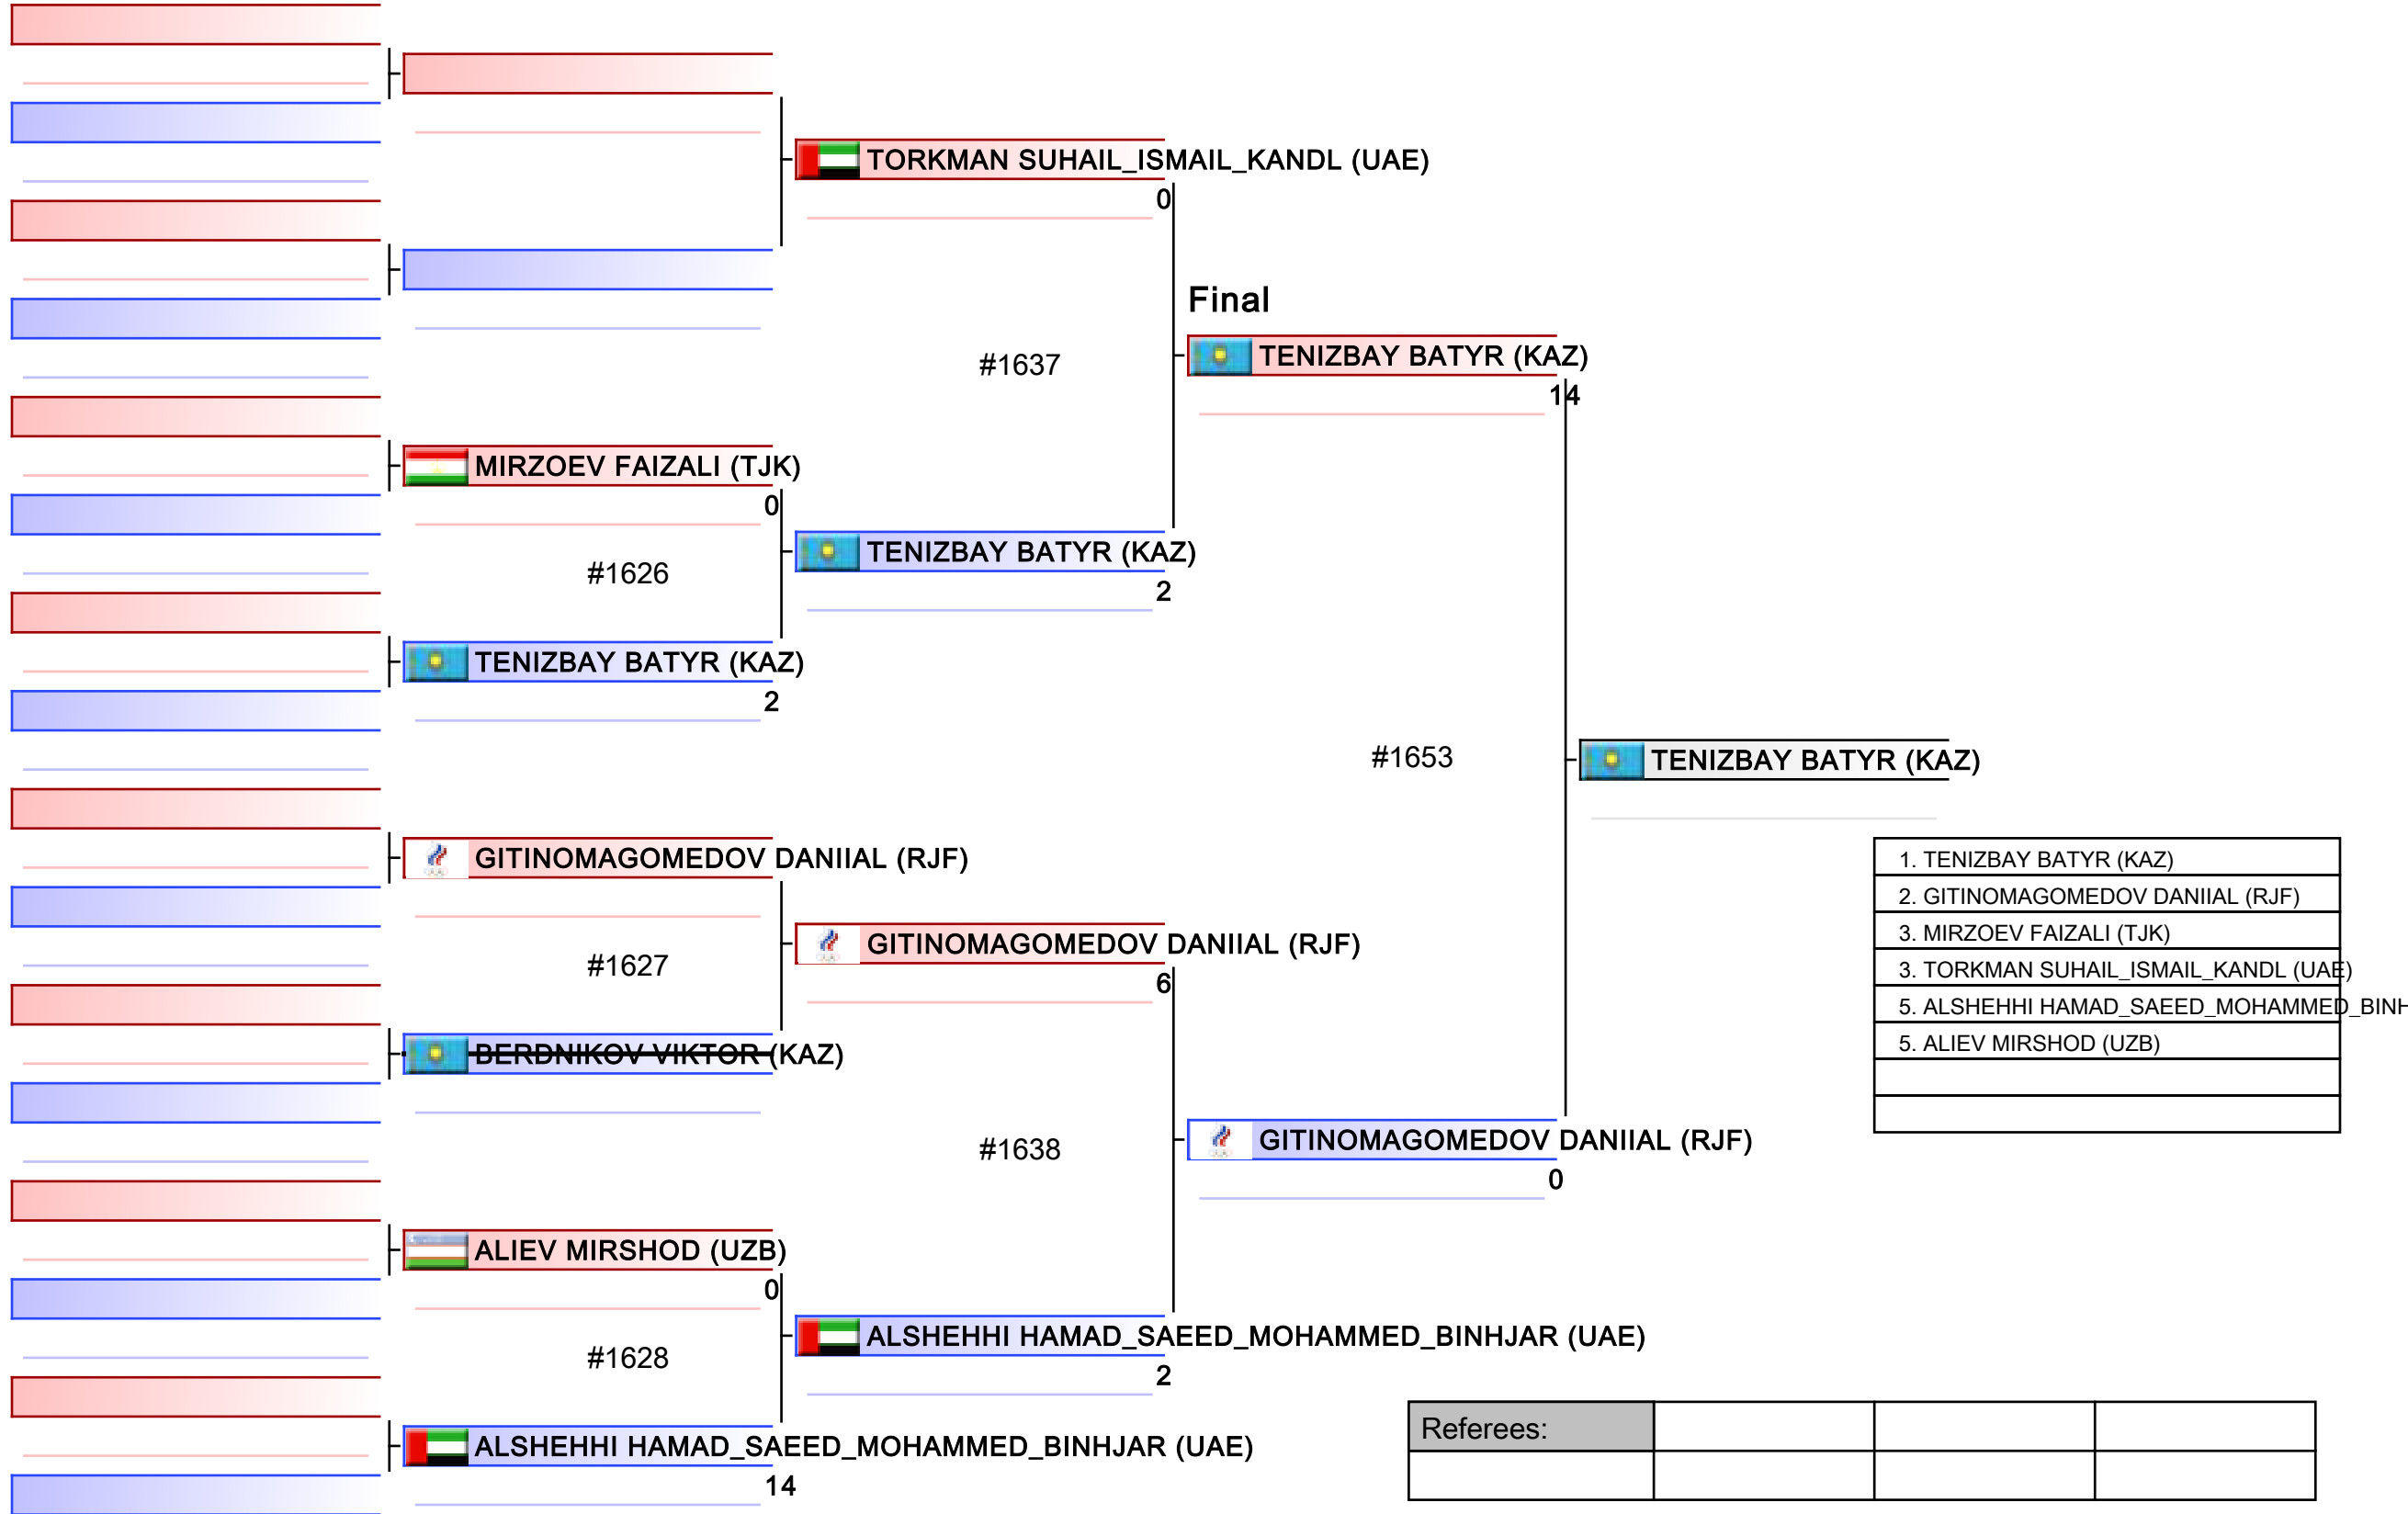 TORKMAN SUHAIL_ISMAIL_KANDL (UAE)
0
Final
#1637
TENIZBAY BATYR (KAZ)
14
MIRZOEV FAIZALI (TJK)
0
#1626
TENIZBAY BATYR (KAZ)
2
TENIZBAY BATYR (KAZ)
2
#1653
TENIZBAY BATYR (KAZ)
GITINOMAGOMEDOV DANIIAL (RJF)
#1627
GITINOMAGOMEDOV DANIIAL (RJF)
6
BERDNIKOV VIKTOR (KAZ)
#1638
GITINOMAGOMEDOV DANIIAL (RJF)
0
ALIEV MIRSHOD (UZB)
0
#1628
ALSHEHHI HAMAD_SAEED_MOHAMMED_BINHJAR (UAE)
2
ALSHEHHI HAMAD_SAEED_MOHAMMED_BINHJAR (UAE)
14
1. TENIZBAY BATYR (KAZ)
2. GITINOMAGOMEDOV DANIIAL (RJF)
3. MIRZOEV FAIZALI (TJK)
3. TORKMAN SUHAIL_ISMAIL_KANDL (UAE)
5. ALSHEHHI HAMAD_SAEED_MOHAMMED_BINH
5. ALIEV MIRSHOD (UZB)
Referees: